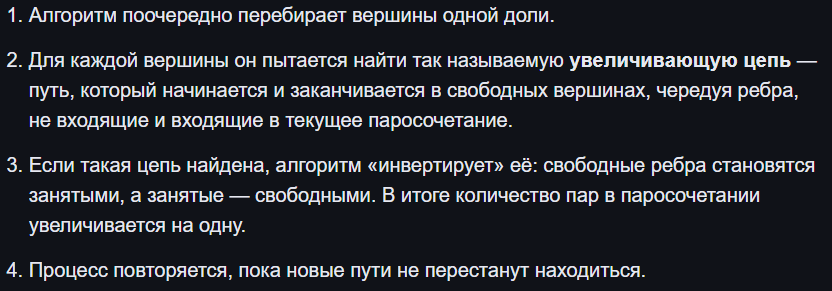 1. Алгоритм поочередно перебирает вершины одной доли.
2. Для каждой вершины он пытается найти так называемую увеличивающую цепь —
путь, который начинается и заканчивается в свободных вершинах, чередуя ребра,
не входящие и входящие в текущее паросочетание.
3. Если такая цепь найдена, алгоритм «инвертирует» её: свободные ребра становятся
занятыми, а занятые — свободными. В итоге количество пар в паросочетании
увеличивается на одну.
4. Процесс повторяется, пока новые пути не перестанут находиться.